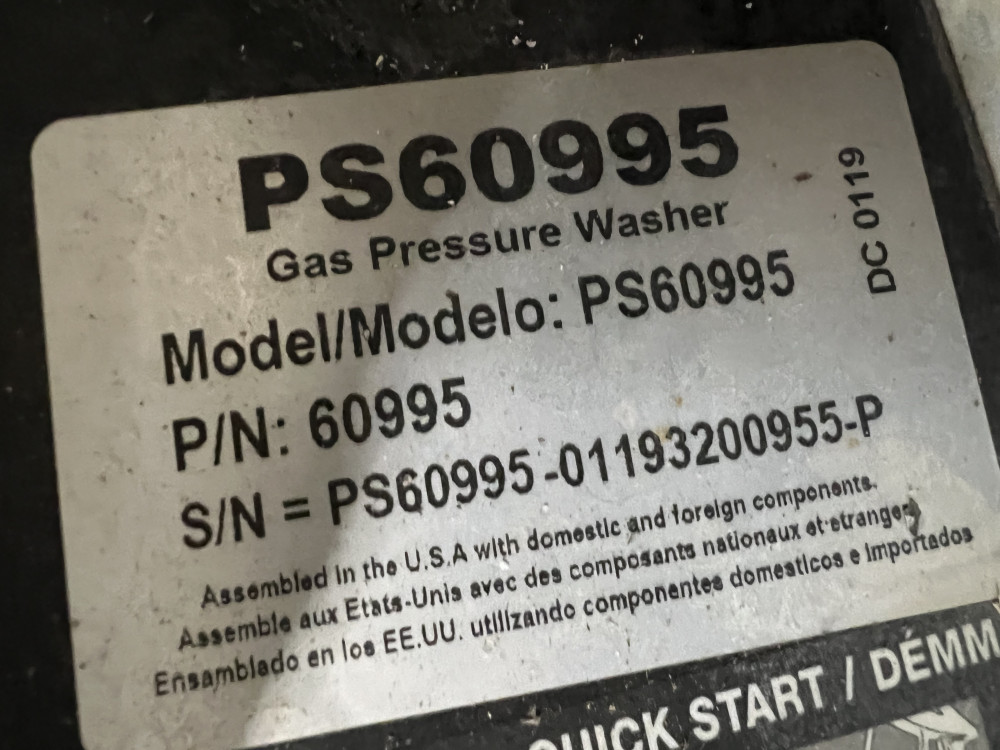 PS60995
Gas Pressure Washer
DC 0119
Model/Modelo: PS60995
P/N: 60995
S/N = PS60995-01193200955-P
Assembled in the U.S.A with domestic and foreign components.
Assemble aux Etats-Unis avec des composants nationaux et etranger
Ensamblado en los EE.UU. utilizando componentes domesticos e importados
QUICK START / DÉMM